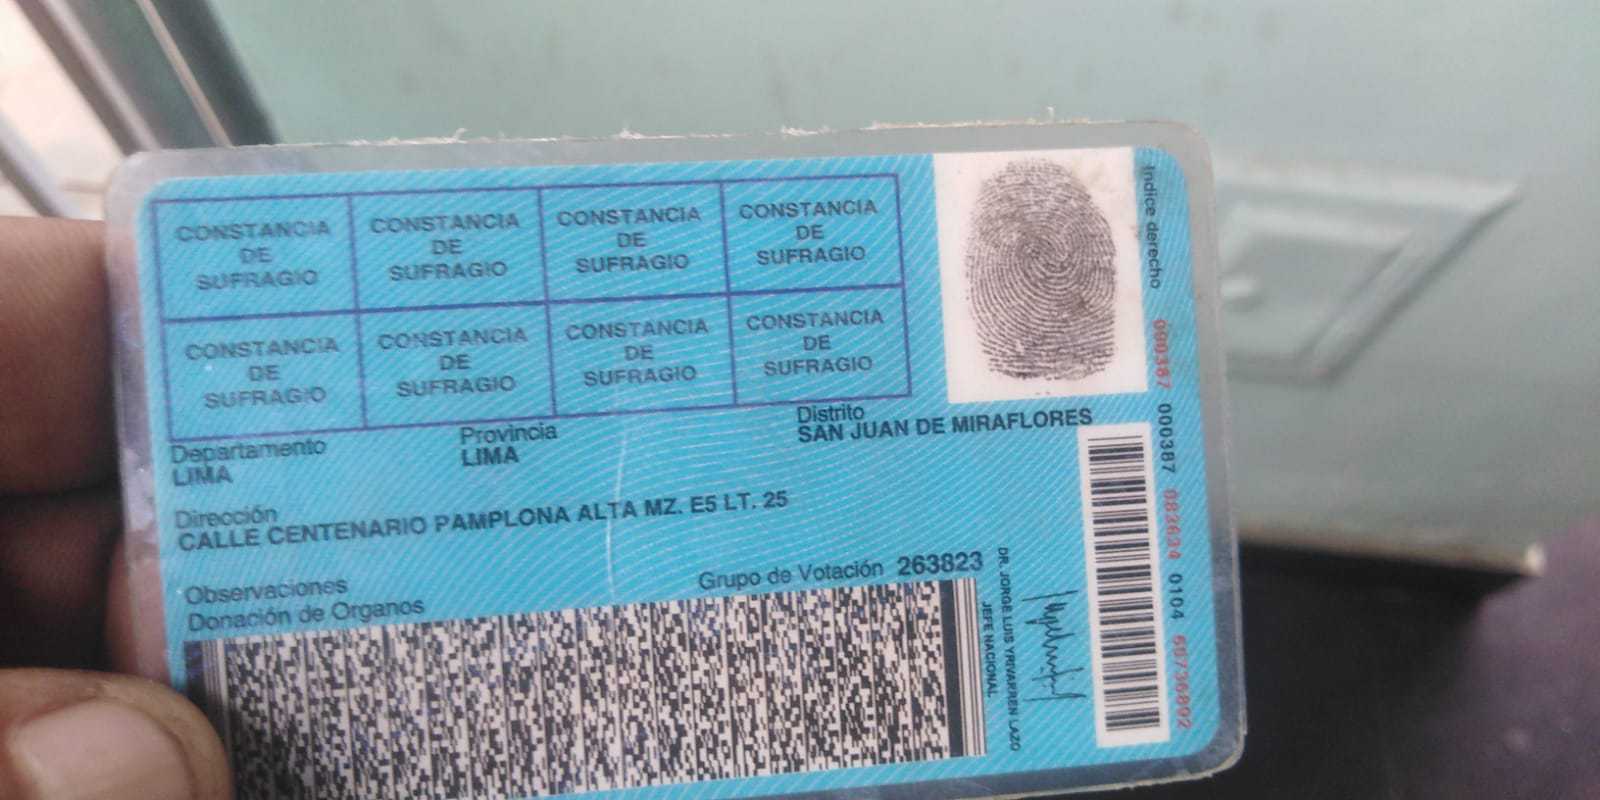 CONSTANCIA DE SUFRAGIO
CONSTANCIA DE SUFRAGIO
CONSTANCIA DE SUFRAGIO
CONSTANCIA DE SUFRAGIO
CONSTANCIA DE SUFRAGIO
CONSTANCIA DE SUFRAGIO
CONSTANCIA DE SUFRAGIO
CONSTANCIA DE SUFRAGIO
Departamento
LIMA
Provincia
LIMA
Distrito
SAN JUAN DE MIRAFLORES
Dirección
CALLE CENTENARIO PAMPLONA ALTA MZ. E5 LT. 25
Observaciones
Donación de Organos
Grupo de Votación 263823
DR. JORGE LUIS YRIVARREN LAZO
JEFE NACIONAL
Indice derecho
000387 000387 083634 0104